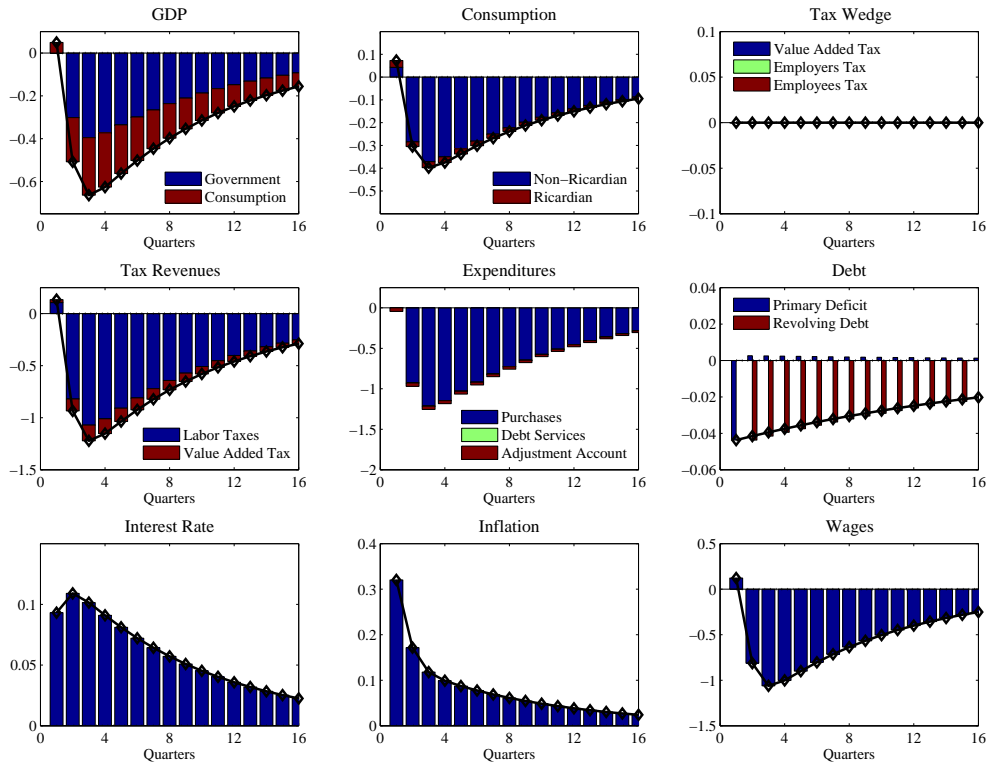 GDP
0
−0.2
−0.4
−0.6
Government
Consumption
0 4 8 12 16
Quarters
Consumption
0.1
0
−0.1
−0.2
−0.3
−0.4
−0.5
Non−Ricardian
Ricardian
0 4 8 12 16
Quarters
Tax Wedge
0.1
0.05
0
−0.05
−0.1
Value Added Tax
Employers Tax
Employees Tax
0 4 8 12 16
Quarters
Tax Revenues
0
−0.5
−1
−1.5
Labor Taxes
Value Added Tax
0 4 8 12 16
Quarters
Expenditures
0
−0.5
−1
−1.5
−2
Purchases
Debt Services
Adjustment Account
0 4 8 12 16
Quarters
Debt
0.04
0.02
0
−0.02
−0.04
−0.06
Primary Deficit
Revolving Debt
0 4 8 12 16
Quarters
Interest Rate
0.1
0.05
0
0 4 8 12 16
Quarters
Inflation
0.4
0.3
0.2
0.1
0
0 4 8 12 16
Quarters
Wages
0.5
0
−0.5
−1
−1.5
0 4 8 12 16
Quarters